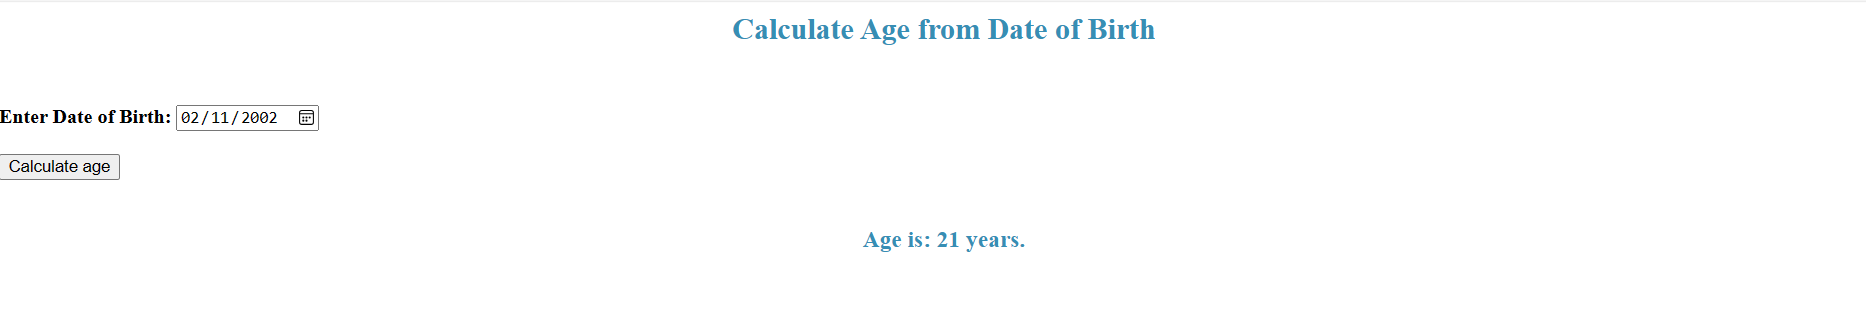 Calculate Age from Date of Birth
Enter Date of Birth: 02/11/2002
Calculate age
Age is: 21 years.